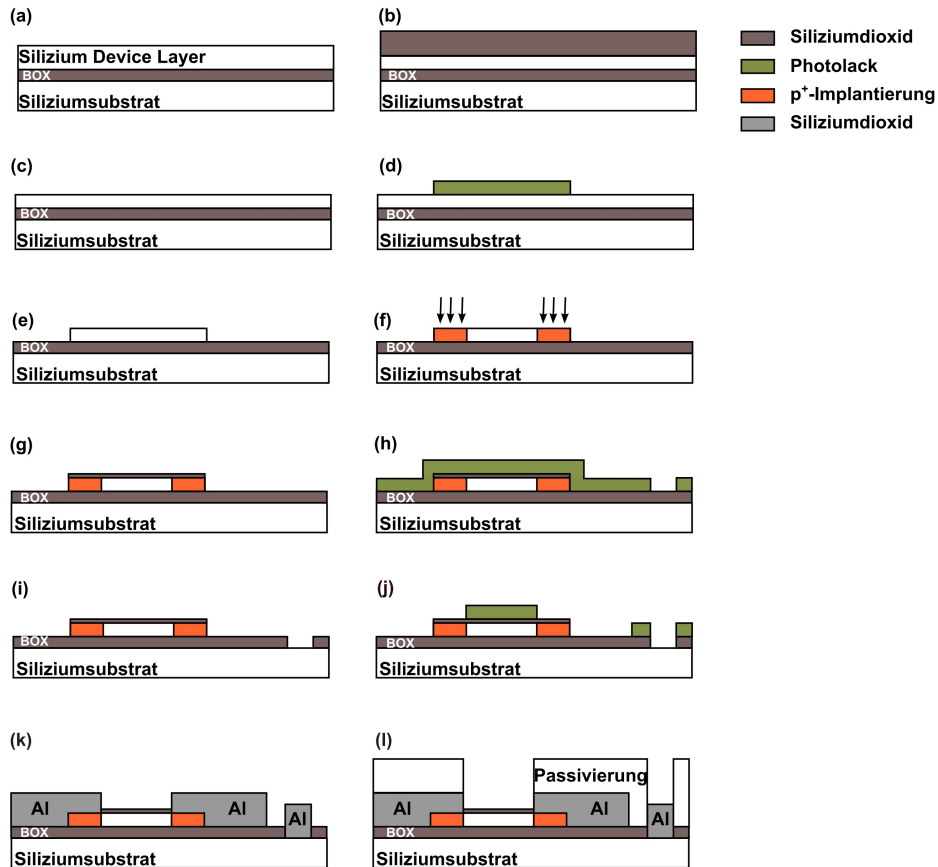 (a)
Silizium Device Layer
BOX
Siliziumsubstrat
(b)
BOX
Siliziumsubstrat
Siliziumdioxid
Photolack
p⁺-Implantierung
Siliziumdioxid
(c)
BOX
Siliziumsubstrat
(d)
BOX
Siliziumsubstrat
(e)
BOX
Siliziumsubstrat
(f)
BOX
Siliziumsubstrat
(g)
BOX
Siliziumsubstrat
(h)
BOX
Siliziumsubstrat
(i)
BOX
Siliziumsubstrat
(j)
BOX
Siliziumsubstrat
(k)
Al Al Al
BOX
Siliziumsubstrat
(l)
Passivierung
Al Al Al
BOX
Siliziumsubstrat